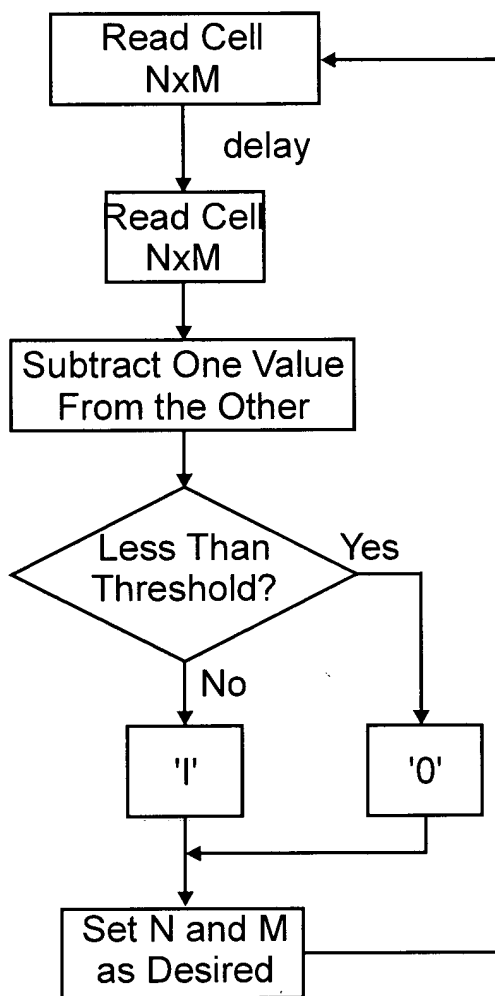 Read Cell
NxM
delay
Read Cell
NxM
Subtract One Value
From the Other
Less Than
Threshold?
Yes
No
'I'
'0'
Set N and M
as Desired